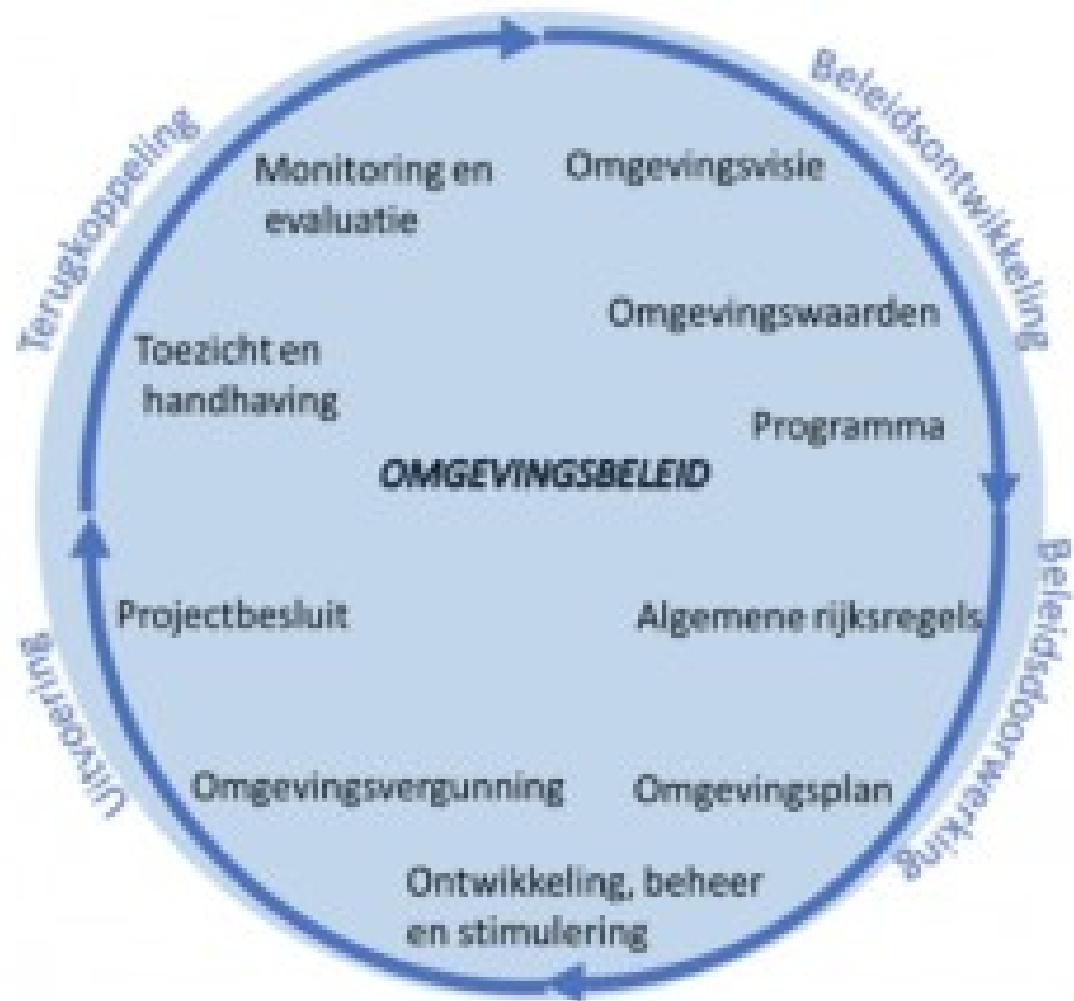 Beleidsontwikkeling
Terugkoppeling
Monitoring en
evaluatie
Omgevingsvisie
Omgevingswaarden
Toezicht en
handhaving
Programma
OMGEVINGSBELEID
Projectbesluit
Algemene rijksregels
Beleidsdoorwerking
Uitvoering
Omgevingsvergunning
Omgevingsplan
Ontwikkeling, beheer
en stimulering